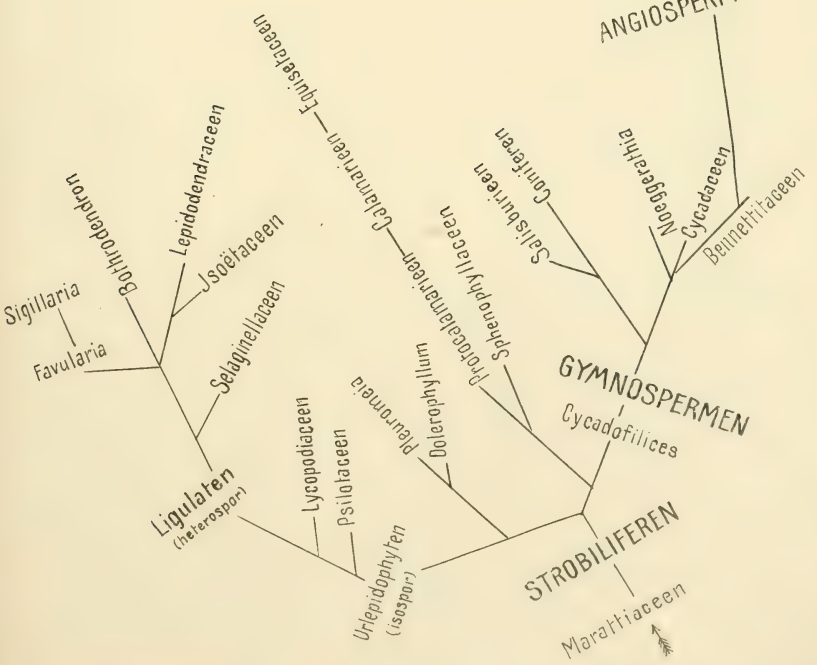 ANGIOSPERM
Equisetaceen
Calamarieen
Protocalamarieen
Sphenophyllaceen
Coniferen
Salisburieen
Noeggerathia
Cycadaceen
Bennettitaceen
Bothrodendron
Lepidodendraceen
Jsoëtaceen
Sigillaria
Favularia
Selaginellaceen
Pleuromeia
Dolerophyllum
GYMNOSPERMEN
Cycadofilices
Lycopodiaceen
Psilotaceen
Ligulaten
(heterospor)
Urlepidophyten
(isospor)
STROBILIFEREN
Marattiaceen